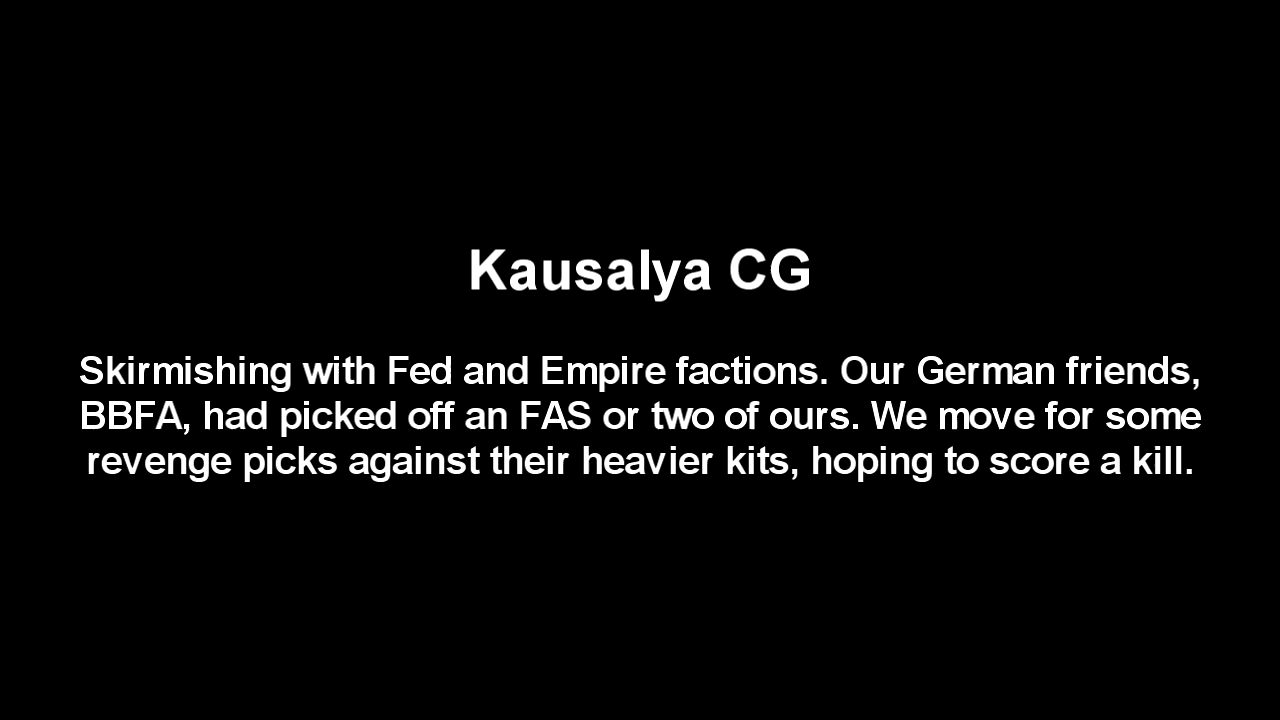 Kausalya CG
Skirmishing with Fed and Empire factions. Our German friends,
BBFA, had picked off an FAS or two of ours. We move for some
revenge picks against their heavier kits, hoping to score a kill.